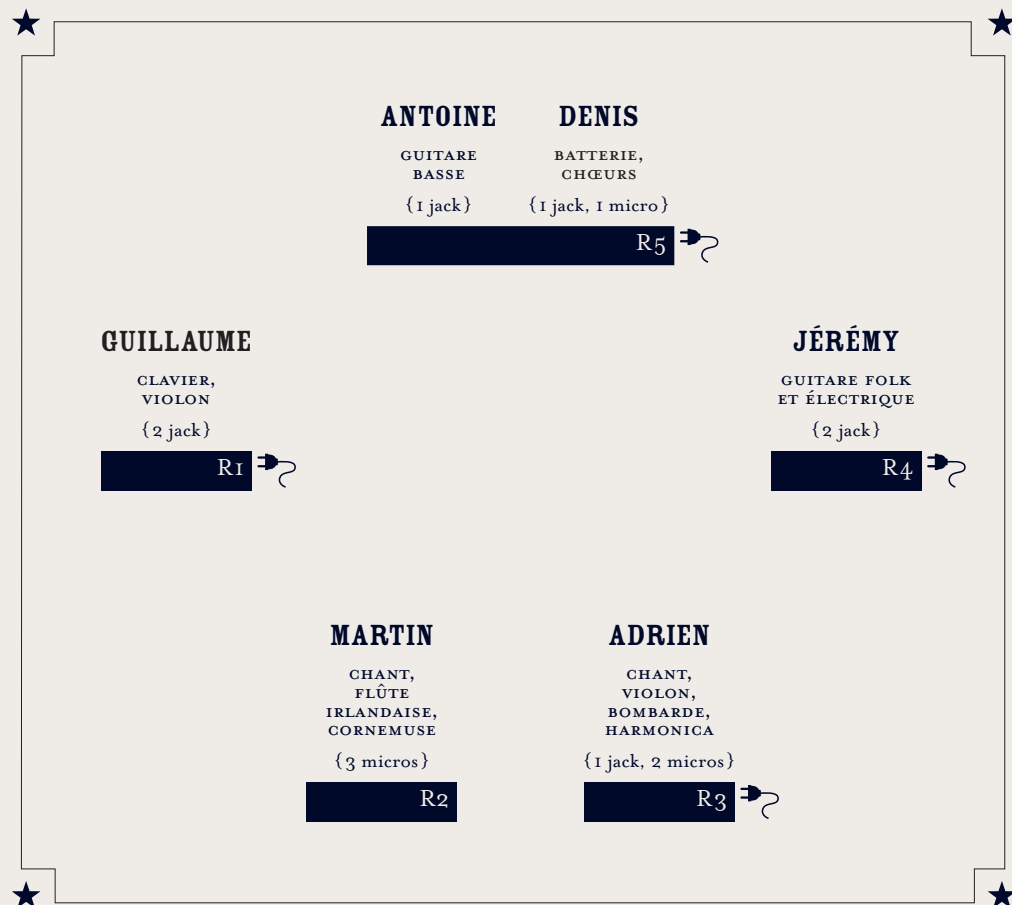 ANTOINE
GUITARE
BASSE
{1 jack}
DENIS
BATTERIE,
CHŒURS
{1 jack, 1 micro}
R5
GUILLAUME
CLAVIER,
VIOLON
{2 jack}
R1
JÉRÉMY
GUITARE FOLK
ET ÉLECTRIQUE
{2 jack}
R4
MARTIN
CHANT,
FLÛTE
IRLANDAISE,
CORNEMUSE
{3 micros}
R2
ADRIEN
CHANT,
VIOLON,
BOMBARDE,
HARMONICA
{1 jack, 2 micros}
R3